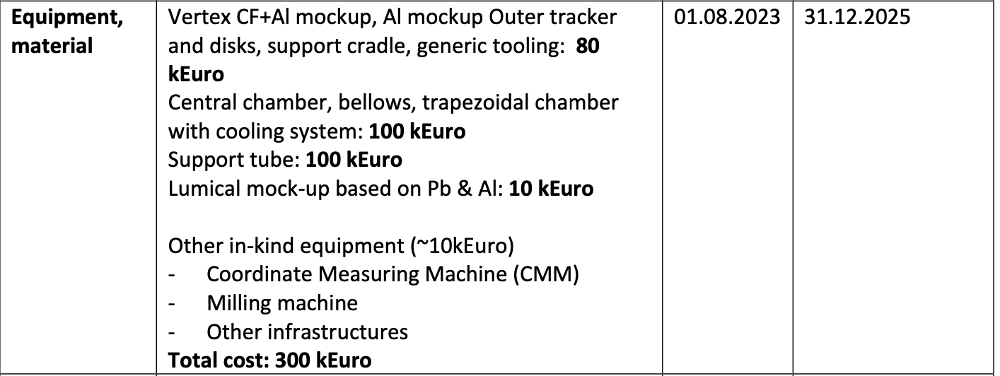 Equipment,
material
Vertex CF+Al mockup, Al mockup Outer tracker
and disks, support cradle, generic tooling:  80
kEuro
Central chamber, bellows, trapezoidal chamber
with cooling system: 100 kEuro
Support tube: 100 kEuro
Lumical mock-up based on Pb & Al: 10 kEuro
Other in-kind equipment (~10kEuro)
- Coordinate Measuring Machine (CMM)
- Milling machine
- Other infrastructures
Total cost: 300 kEuro
01.08.2023
31.12.2025